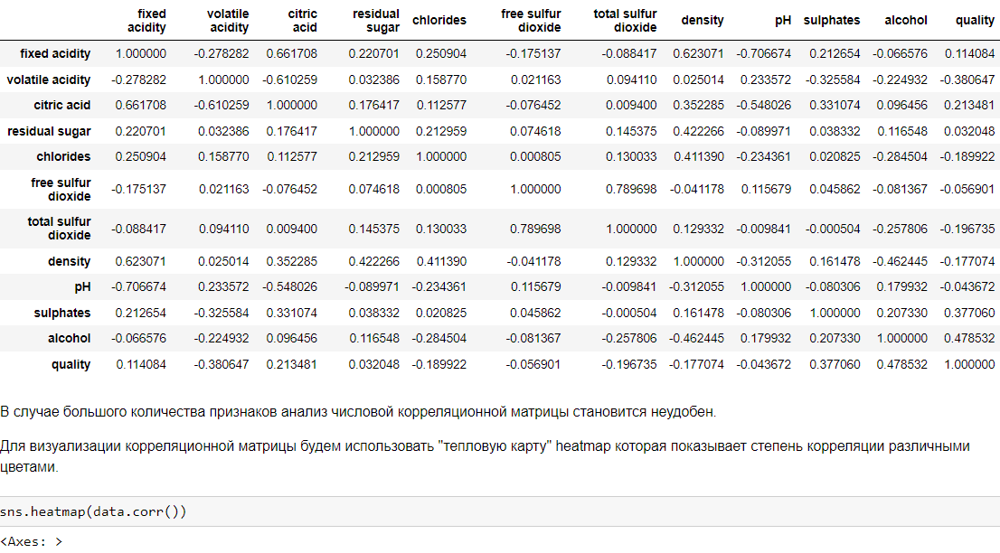 fixed acidity volatile acidity citric acid residual sugar chlorides free sulfur dioxide total sulfur dioxide density pH sulphates alcohol quality
fixed acidity 1.000000 -0.278282 0.661708 0.220701 0.250904 -0.175137 -0.088417 0.623071 -0.706674 0.212654 -0.066576 0.114084
volatile acidity -0.278282 1.000000 -0.610259 0.032386 0.158770 0.021163 0.094110 0.025014 0.233572 -0.325584 -0.224932 -0.380647
citric acid 0.661708 -0.610259 1.000000 0.176417 0.112577 -0.076452 0.009400 0.352285 -0.548026 0.331074 0.096456 0.213481
residual sugar 0.220701 0.032386 0.176417 1.000000 0.212959 0.074618 0.145375 0.422266 -0.089971 0.038332 0.116548 0.032048
chlorides 0.250904 0.158770 0.112577 0.212959 1.000000 0.000805 0.130033 0.411390 -0.234361 0.020825 -0.284504 -0.189922
free sulfur dioxide -0.175137 0.021163 -0.076452 0.074618 0.000805 1.000000 0.789698 -0.041178 0.115679 0.045862 -0.081367 -0.056901
total sulfur dioxide -0.088417 0.094110 0.009400 0.145375 0.130033 0.789698 1.000000 0.129332 -0.009841 -0.000504 -0.257806 -0.196735
density 0.623071 0.025014 0.352285 0.422266 0.411390 -0.041178 0.129332 1.000000 -0.312055 0.161478 -0.462445 -0.177074
pH -0.706674 0.233572 -0.548026 -0.089971 -0.234361 0.115679 -0.009841 -0.312055 1.000000 -0.080306 0.179932 -0.043672
sulphates 0.212654 -0.325584 0.331074 0.038332 0.020825 0.045862 -0.000504 0.161478 -0.080306 1.000000 0.207330 0.377060
alcohol -0.066576 -0.224932 0.096456 0.116548 -0.284504 -0.081367 -0.257806 -0.462445 0.179932 0.207330 1.000000 0.478532
quality 0.114084 -0.380647 0.213481 0.032048 -0.189922 -0.056901 -0.196735 -0.177074 -0.043672 0.377060 0.478532 1.000000
В случае большого количества признаков анализ числовой корреляционной матрицы становится неудобен.
Для визуализации корреляционной матрицы будем использовать "тепловую карту" heatmap которая показывает степень корреляции различными
цветами.
sns.heatmap(data.corr())
<Axes: >